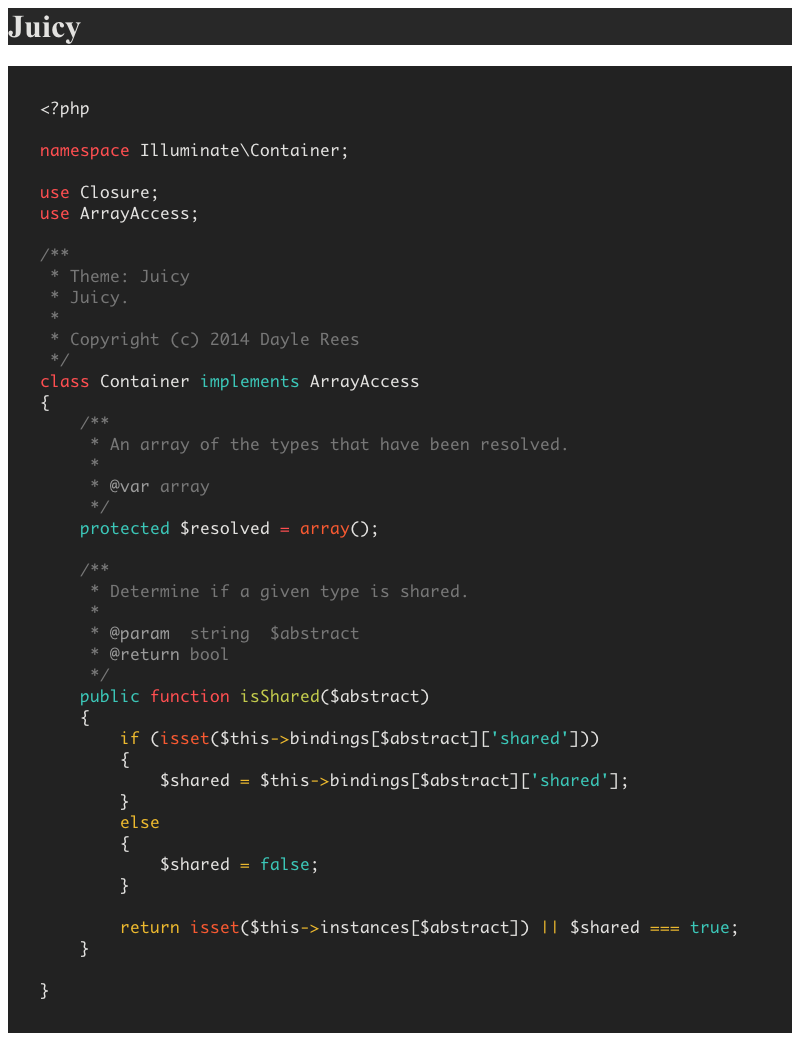 Juicy
<?php
namespace Illuminate\Container;
use Closure;
use ArrayAccess;
/**
 * Theme: Juicy
 * Juicy.
 *
 * Copyright (c) 2014 Dayle Rees
 */
class Container implements ArrayAccess
{
    /**
     * An array of the types that have been resolved.
     *
     * @var array
     */
    protected $resolved = array();
    /**
     * Determine if a given type is shared.
     *
     * @param  string  $abstract
     * @return bool
     */
    public function isShared($abstract)
    {
        if (isset($this->bindings[$abstract]['shared']))
        {
            $shared = $this->bindings[$abstract]['shared'];
        }
        else
        {
            $shared = false;
        }
        return isset($this->instances[$abstract]) || $shared === true;
    }
}